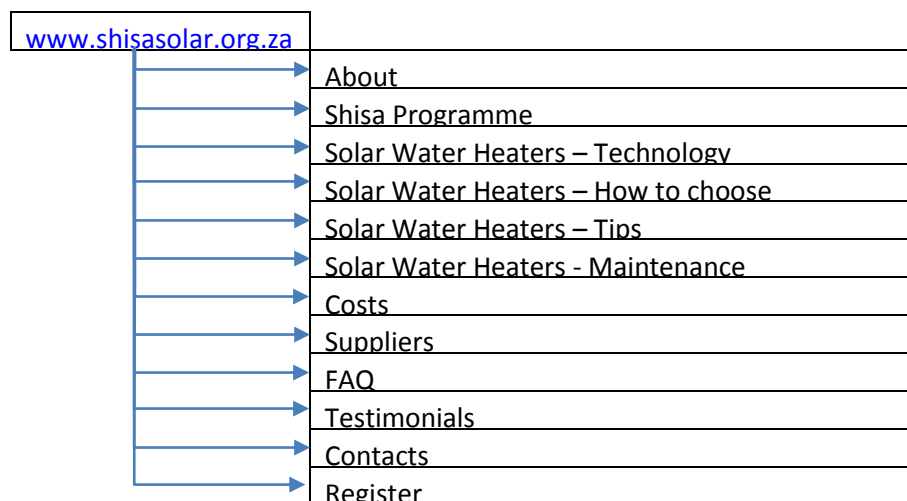 www.shisasolar.org.za
About
Shisa Programme
Solar Water Heaters – Technology
Solar Water Heaters – How to choose
Solar Water Heaters – Tips
Solar Water Heaters - Maintenance
Costs
Suppliers
FAQ
Testimonials
Contacts
Register